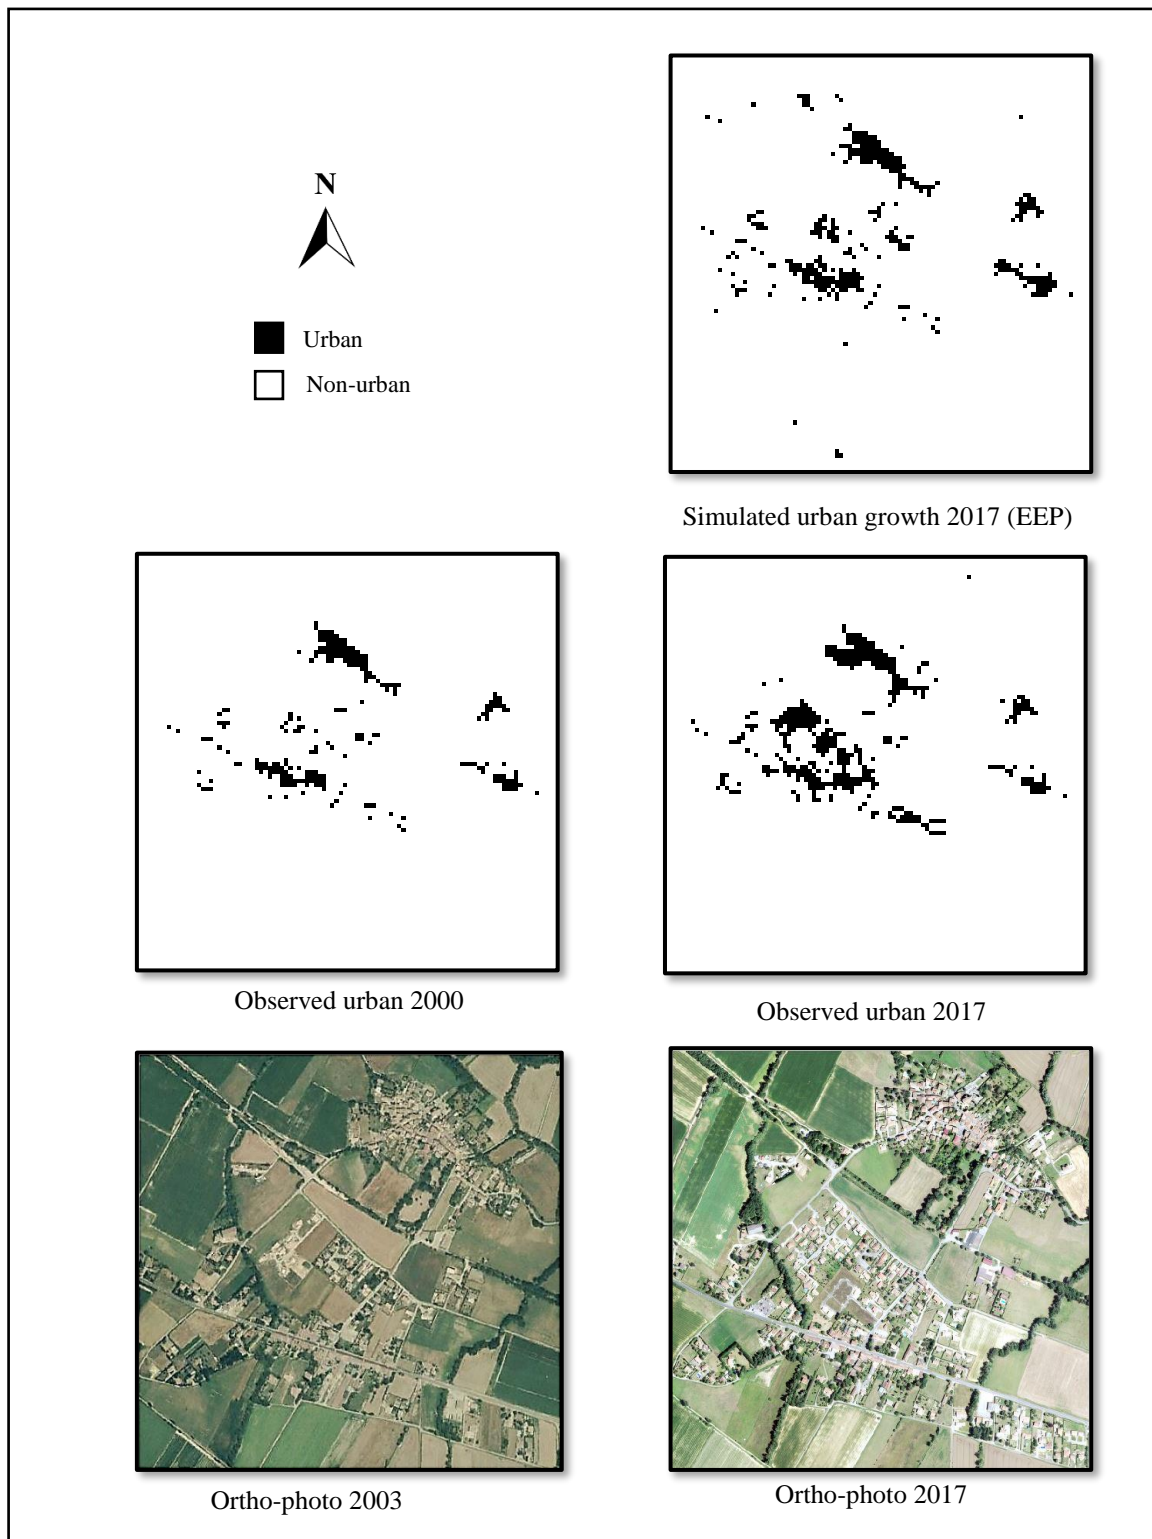 N
Urban
Non-urban
Simulated urban growth 2017 (EEP)
Observed urban 2000
Observed urban 2017
Ortho-photo 2003
Ortho-photo 2017